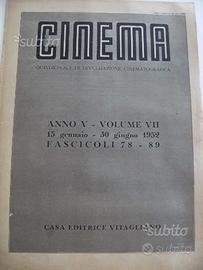 CINEMA
QUINDICINALE DI DIVULGAZIONE CINEMATOGRAFICA
ANNO V - VOLUME VII
15 gennaio - 30 giugno 1952
FASCICOLI 78 - 89
CASA EDITRICE VITAGLIANO
subito
subito